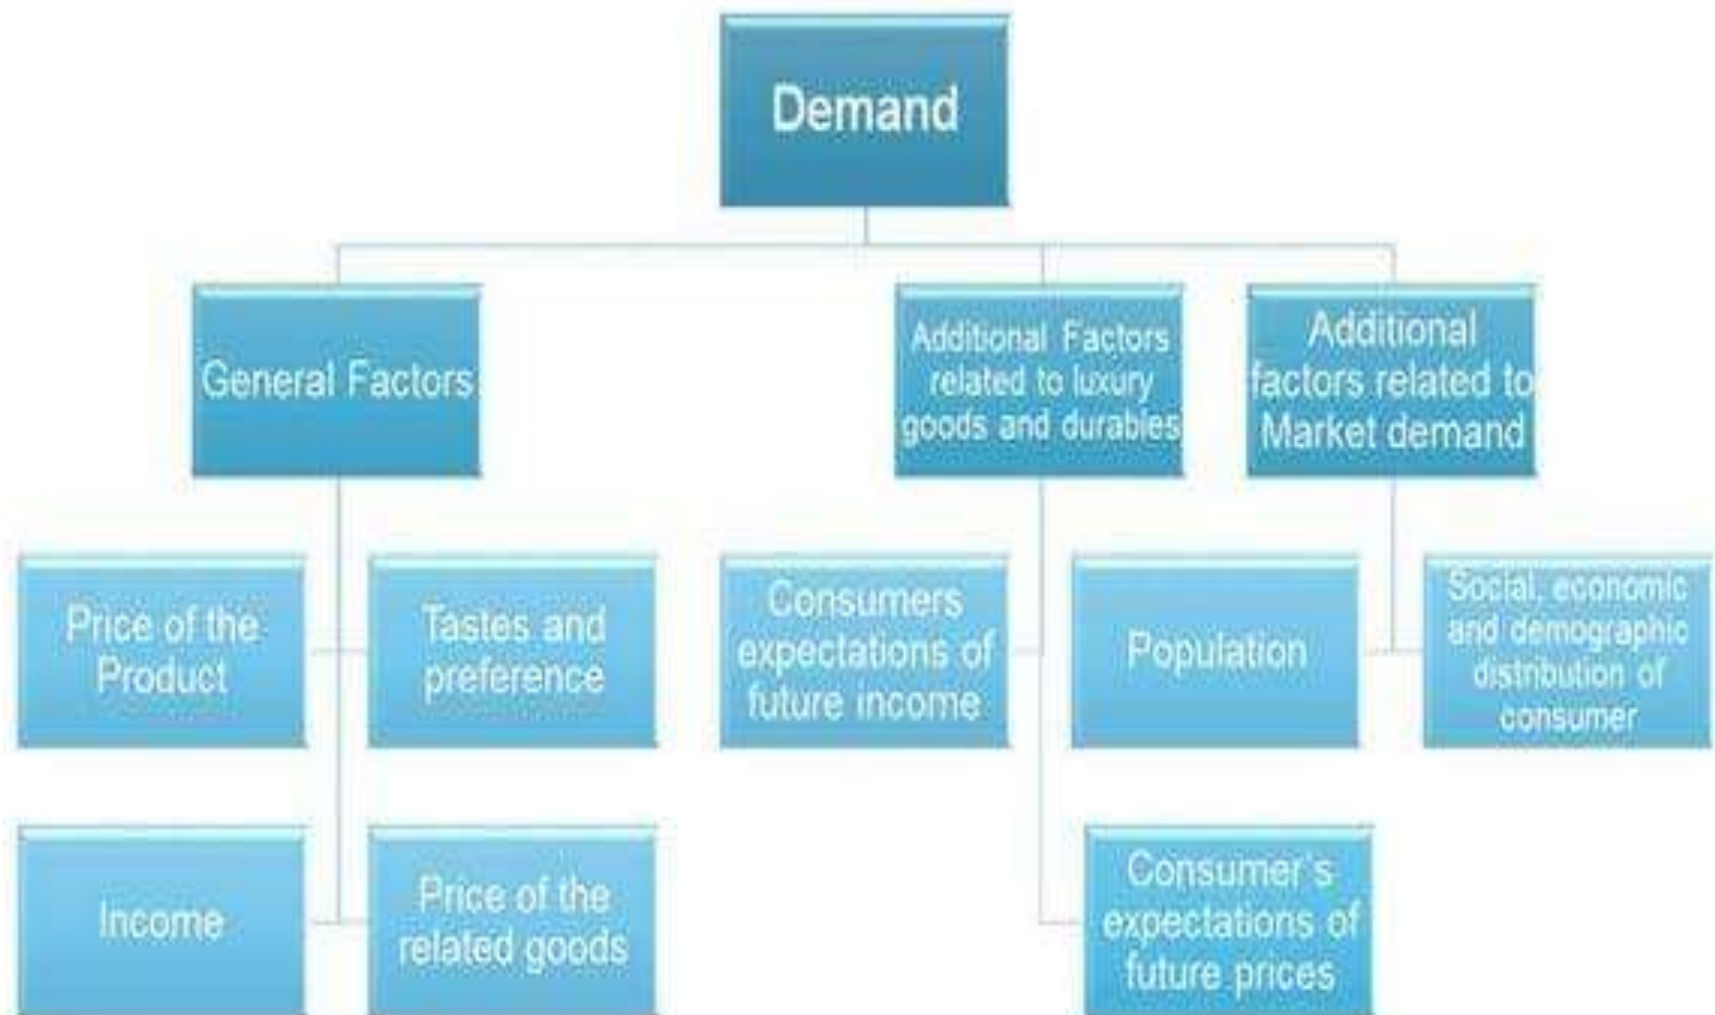 Demand
General Factors
Additional Factors
related to luxury
goods and durables
Additional
factors related to
Market demand
Price of the
Product
Tastes and
preference
Consumers
expectations of
future income
Population
Social, economic
and demographic
distribution of
consumer
Income
Price of the
related goods
Consumer's
expectations of
future prices